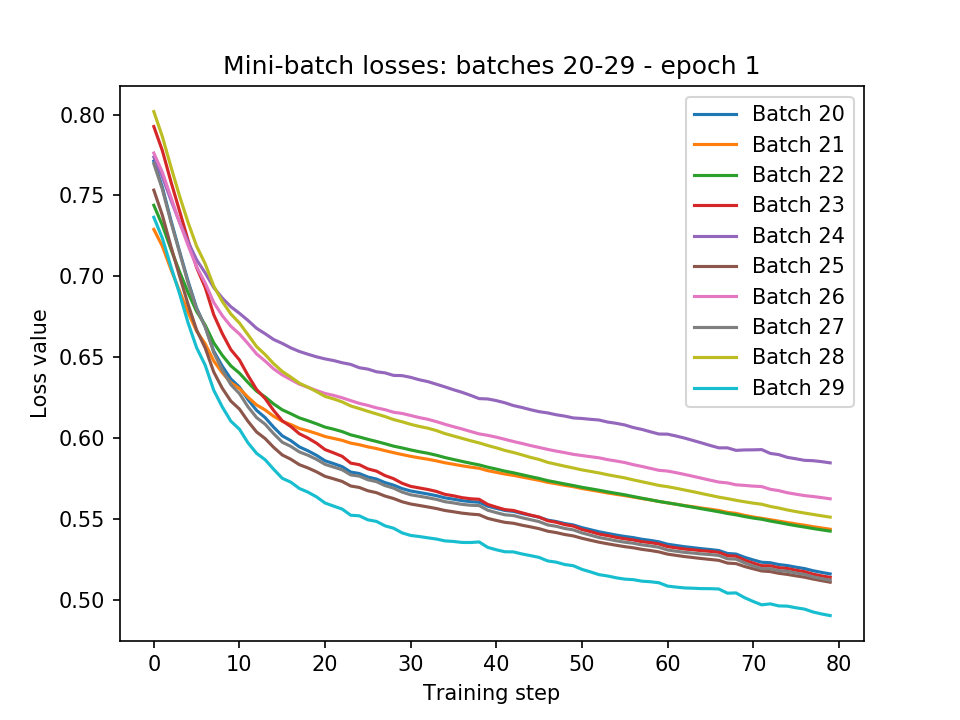 Mini-batch losses: batches 20-29 - epoch 1
Loss value
0.80
0.75
0.70
0.65
0.60
0.55
0.50
Batch 20
Batch 21
Batch 22
Batch 23
Batch 24
Batch 25
Batch 26
Batch 27
Batch 28
Batch 29
0 10 20 30 40 50 60 70 80
Training step